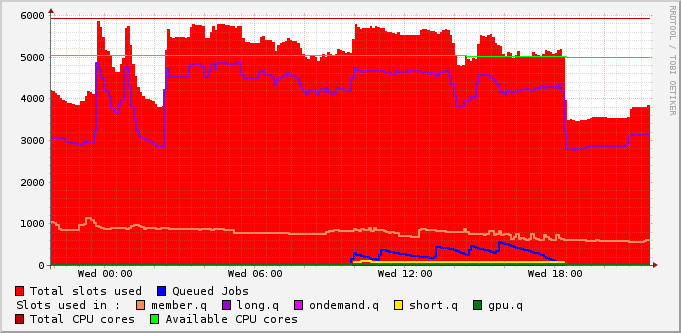 6000
5000
4000
3000
2000
1000
0
Wed 00:00 Wed 06:00 Wed 12:00 Wed 18:00
RRDTOOL / TOBI OETIKER
Total slots used Queued Jobs
Slots used in : member.q long.q ondemand.q short.q gpu.q
Total CPU cores Available CPU cores